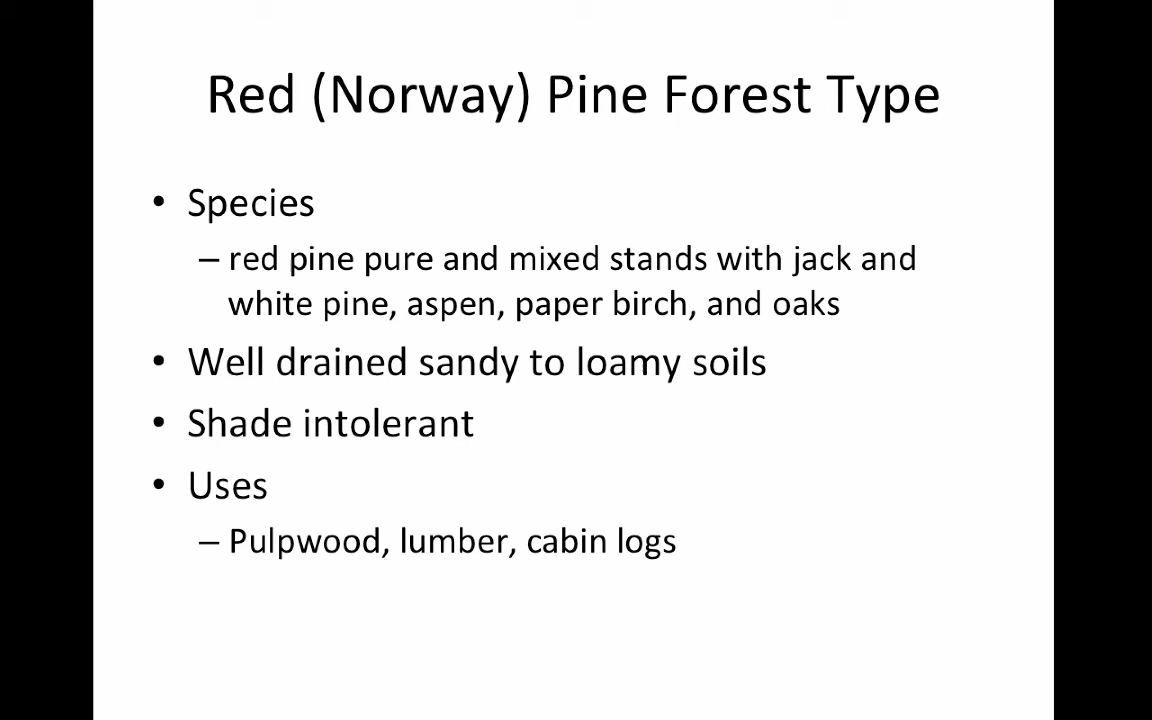 Red (Norway) Pine Forest Type
• Species
– red pine pure and mixed stands with jack and
white pine, aspen, paper birch, and oaks
• Well drained sandy to loamy soils
• Shade intolerant
• Uses
– Pulpwood, lumber, cabin logs